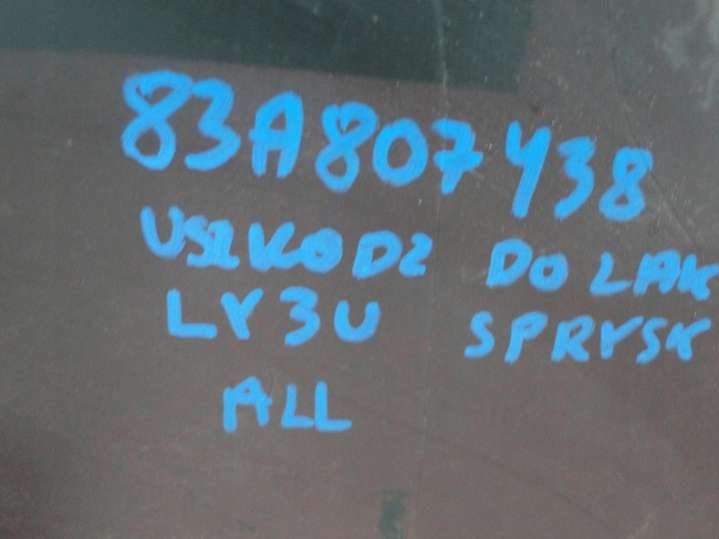 83A807438
USZKODZ DO LAK
LY3U SPRYSK
ALL